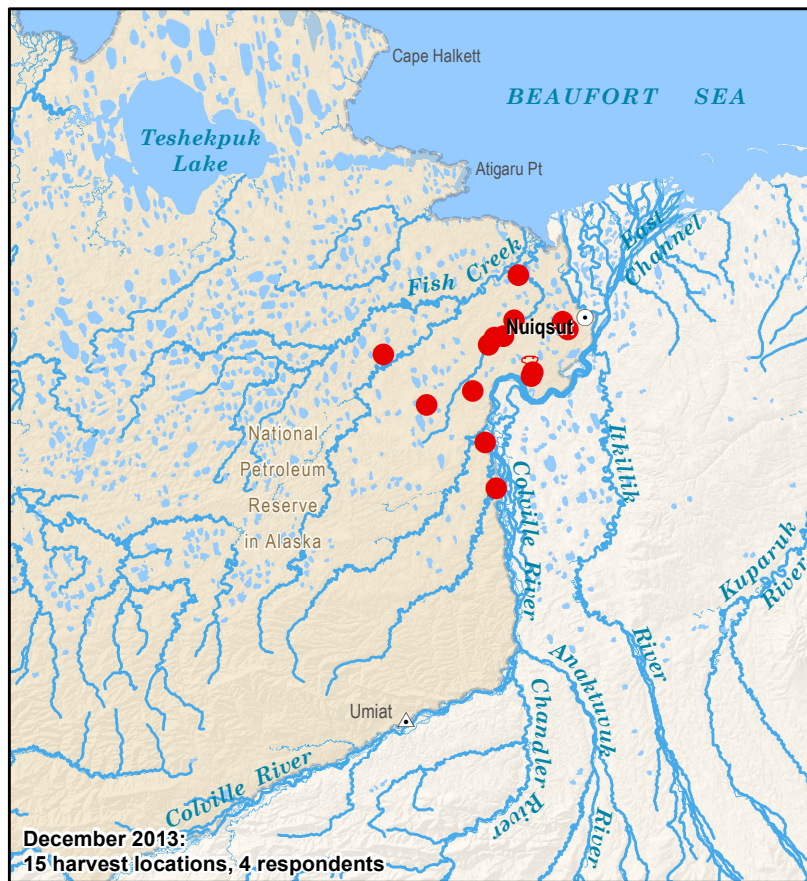 Cape Halkett
BEAUFORT SEA
Teshekpuk
Lake
Atigaru Pt
East
Channel
Fish Creek
Nuiqsut
National
Petroleum
Reserve
in Alaska
Itkillik
River
Colville River
Kuparuk
River
Anaktuvuk
River
Chandler
River
Umiat
Colville River
December 2013:
15 harvest locations, 4 respondents